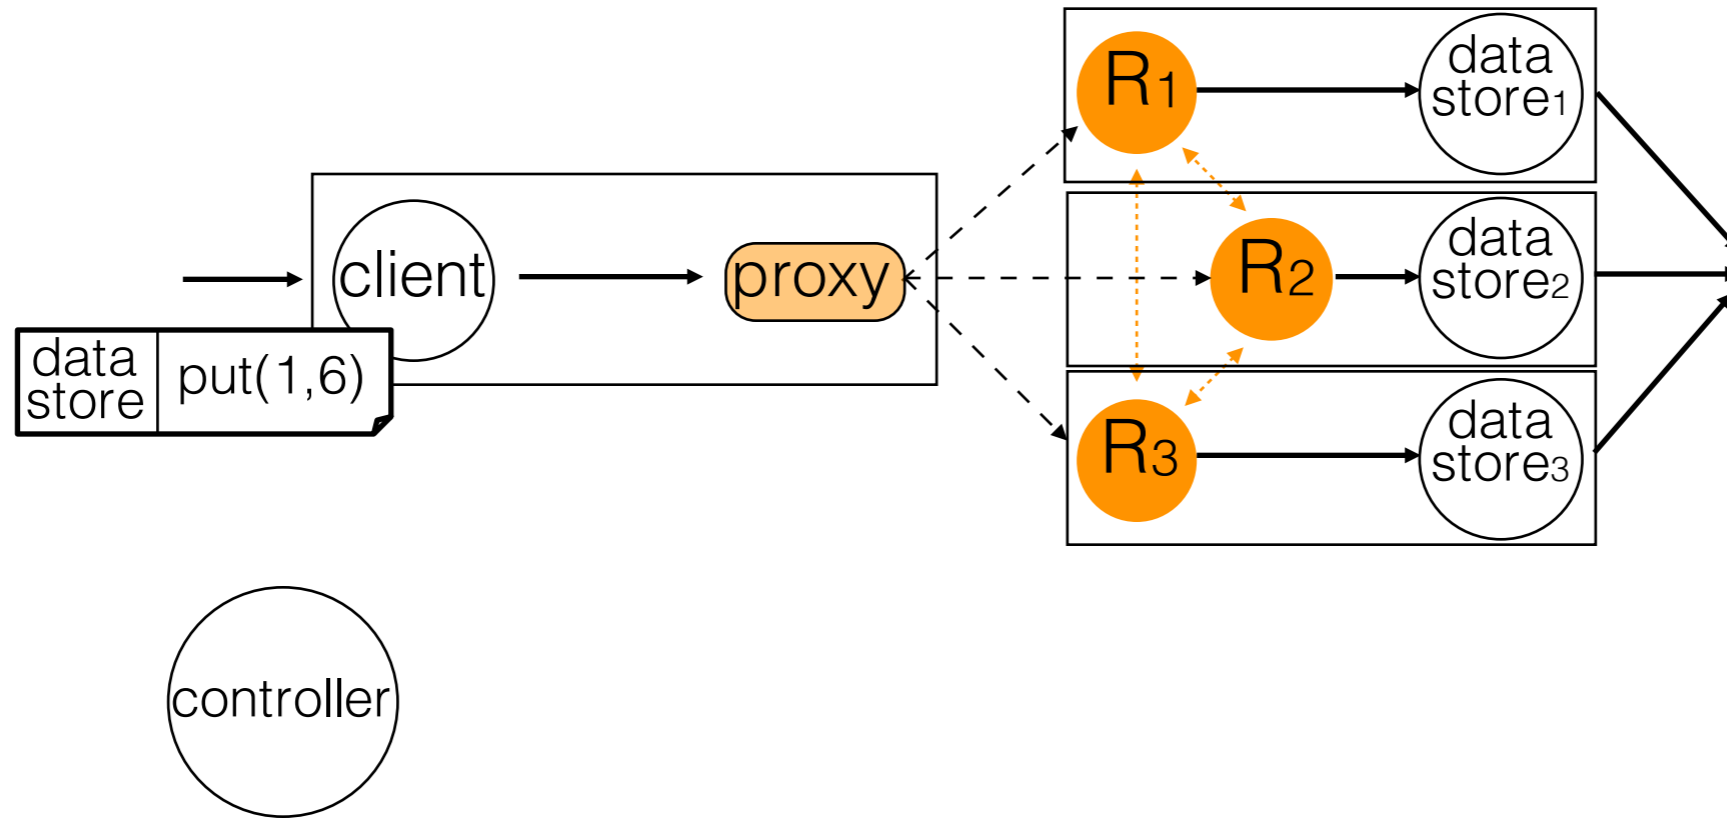 R1
data
store1
client
proxy
R2
data
store2
data
store
put(1,6)
R3
data
store3
controller